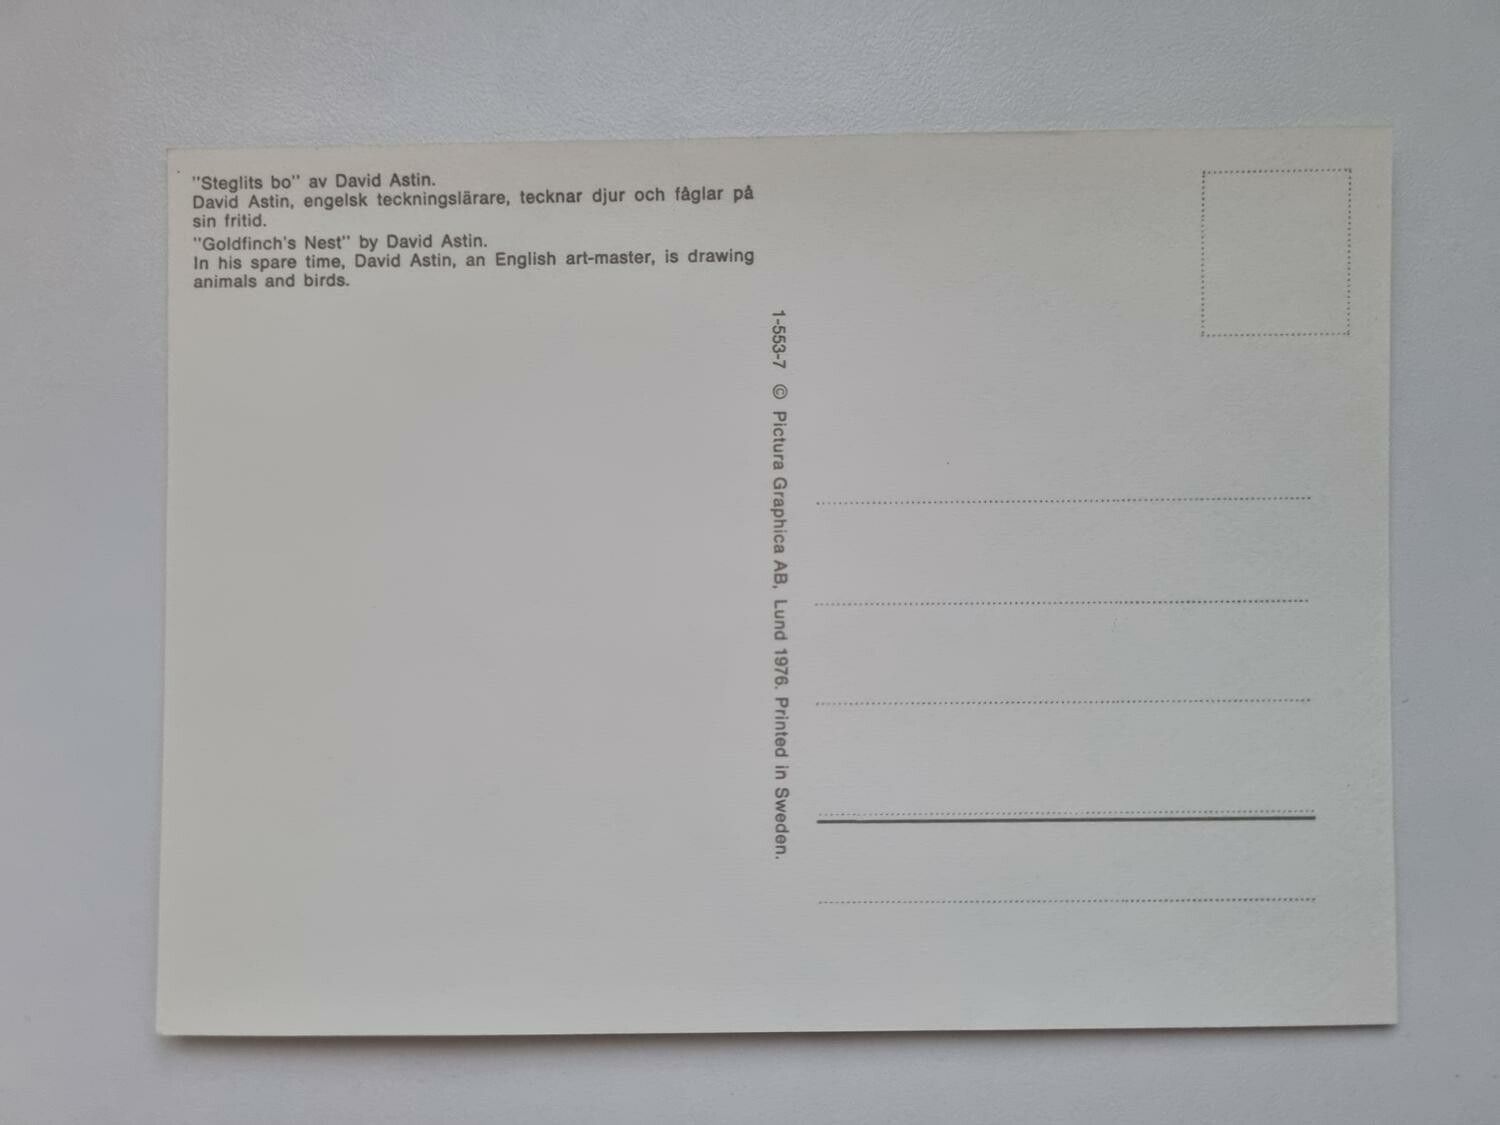 "Steglits bo" av David Astin.
David Astin, engelsk teckningslärare, tecknar djur och fåglar på
sin fritid.
"Goldfinch's Nest" by David Astin.
In his spare time, David Astin, an English art-master, is drawing
animals and birds.
1-553-7 © Pictura Graphica AB, Lund 1976. Printed in Sweden.